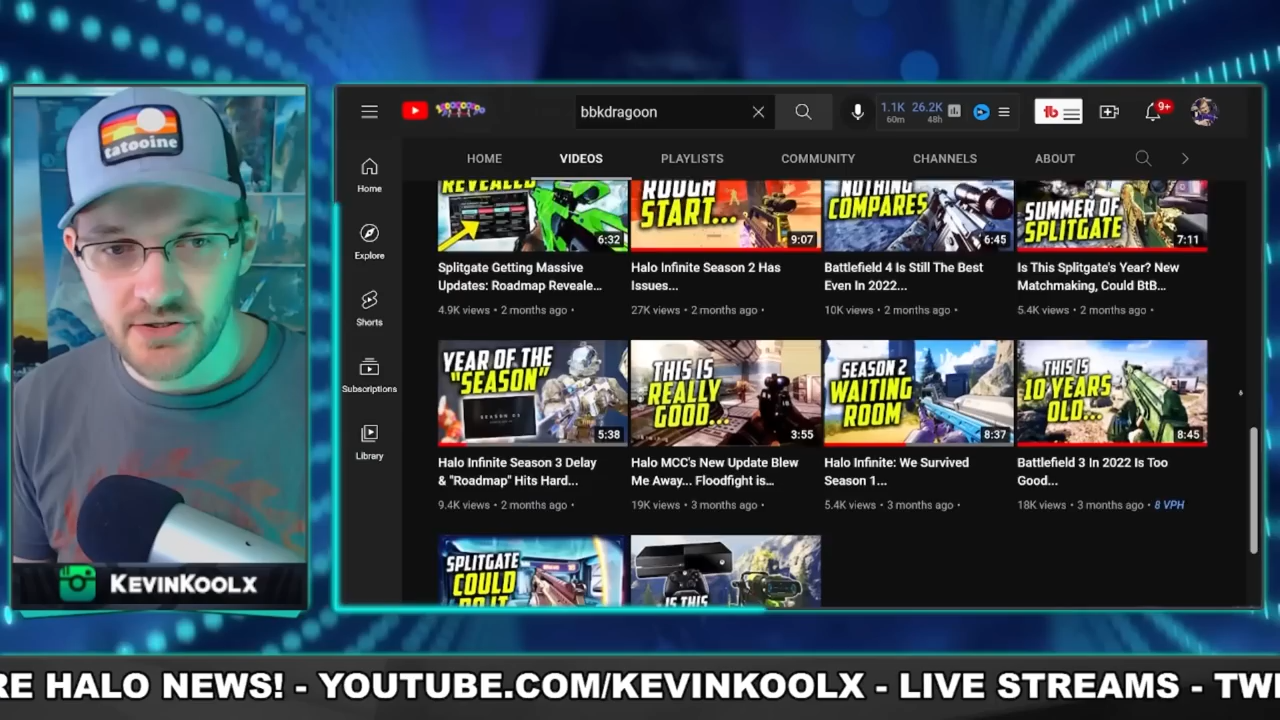 tatooine
KEVINKOOLX
bbkdragoon
1.1K 26.2K
60m 48h
tb
9+
Home
Explore
Shorts
Subscriptions
Library
HOME VIDEOS PLAYLISTS COMMUNITY CHANNELS ABOUT
REVEALED
6:32
ROUGH
START...
9:07
NOTHING
COMPARES
6:45
SUMMER OF
SPLITGATE
7:11
Splitgate Getting Massive
Updates: Roadmap Reveale...
4.9K views • 2 months ago •
Halo Infinite Season 2 Has
Issues...
27K views • 2 months ago •
Battlefield 4 Is Still The Best
Even In 2022...
10K views • 2 months ago •
Is This Splitgate's Year? New
Matchmaking, Could BtB...
5.4K views • 2 months ago •
YEAR OF THE
"SEASON"
5:38
THIS IS
REALLY
GOOD...
3:55
SEASON 2
WAITING
ROOM
8:37
THIS IS
10 YEARS
OLD...
8:45
Halo Infinite Season 3 Delay
& "Roadmap" Hits Hard...
9.4K views • 2 months ago •
Halo MCC's New Update Blew
Me Away... Floodfight is...
19K views • 3 months ago •
Halo Infinite: We Survived
Season 1...
5.4K views • 3 months ago •
Battlefield 3 In 2022 Is Too
Good...
18K views • 3 months ago • 8 VPH
SPLITGATE
COULD
DO IT
IS THIS
RE HALO NEWS! - YOUTUBE.COM/KEVINKOOLX - LIVE STREAMS - TWI